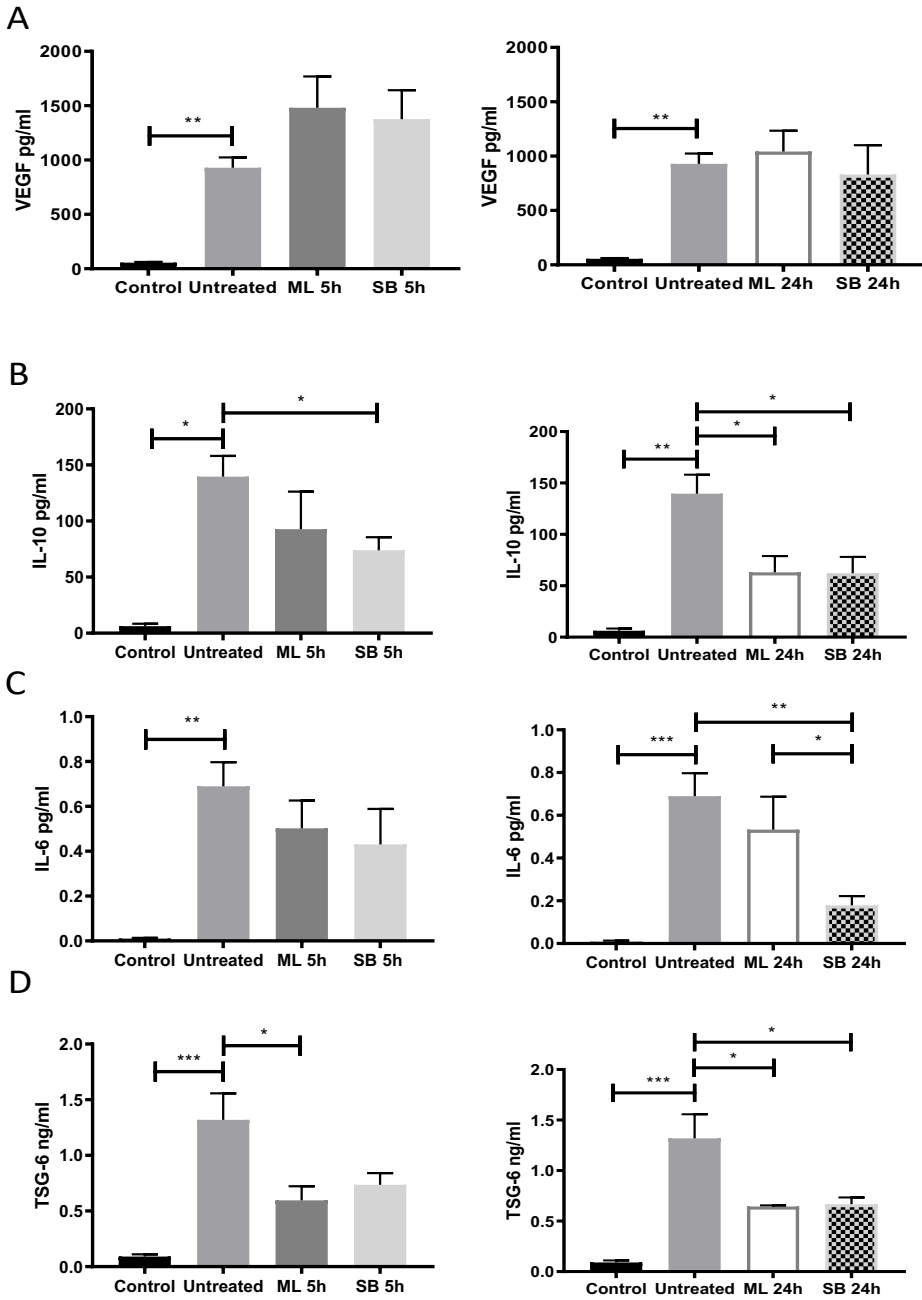 A
2000
1500
1000
500
0
VEGF pg/ml
**
Control Untreated ML 5h SB 5h
2000
1500
1000
500
0
VEGF pg/ml
**
Control Untreated ML 24h SB 24h
B
200
150
100
50
0
IL-10 pg/ml
*
*
Control Untreated ML 5h SB 5h
200
150
100
50
0
IL-10 pg/ml
*
*
**
Control Untreated ML 24h SB 24h
C
1.0
0.8
0.6
0.4
0.2
0.0
IL-6 pg/ml
**
Control Untreated ML 5h SB 5h
1.0
0.8
0.6
0.4
0.2
0.0
IL-6 pg/ml
**
***
*
Control Untreated ML 24h SB 24h
D
2.0
1.5
1.0
0.5
0.0
TSG-6 ng/ml
*
***
Control Untreated ML 5h SB 5h
2.0
1.5
1.0
0.5
0.0
TSG-6 ng/ml
*
*
***
Control Untreated ML 24h SB 24h